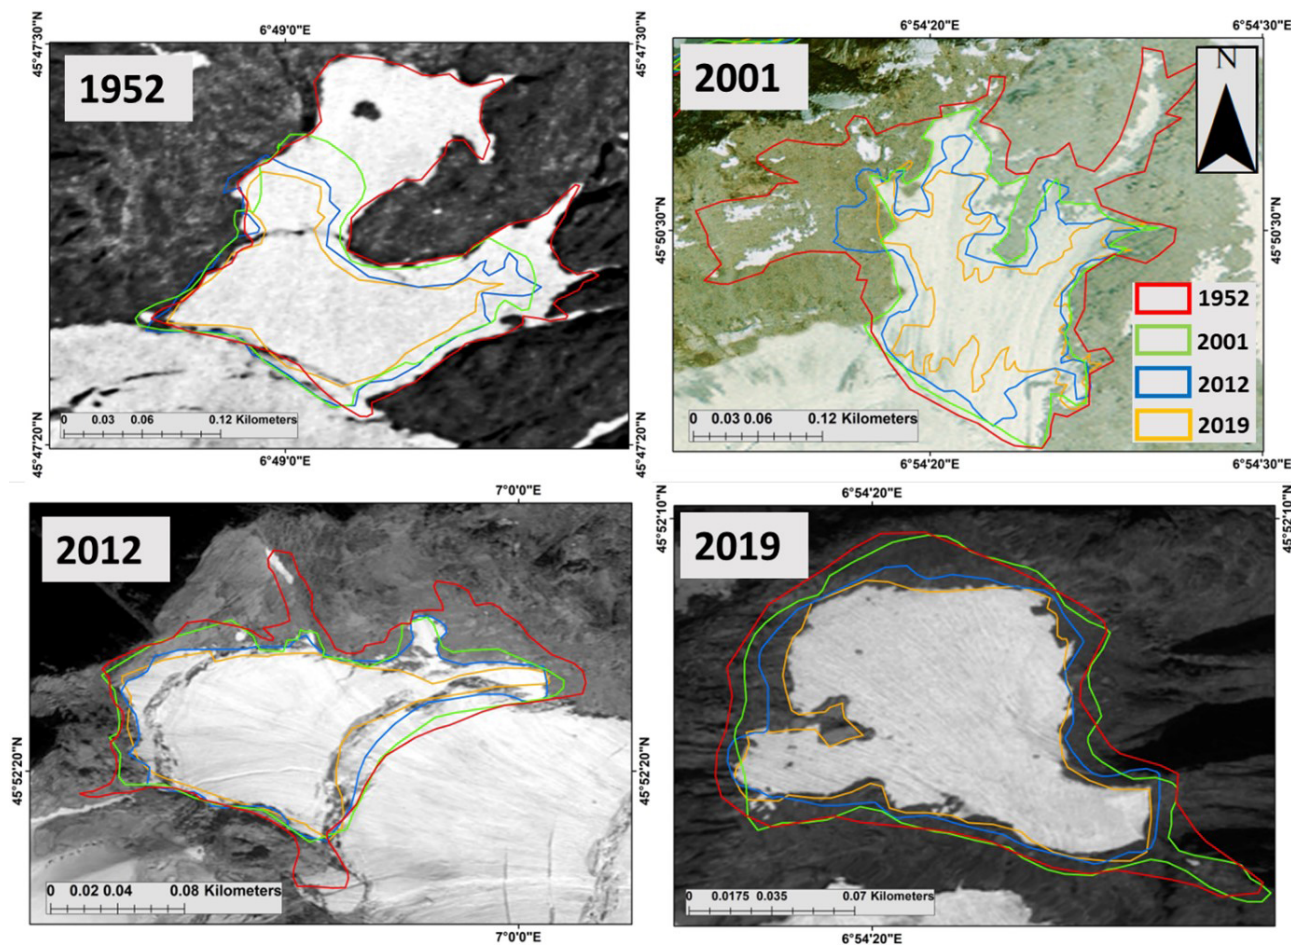 6°49'0"E
45°47'30"N
45°47'30"N
1952
0 0.03 0.06 0.12 Kilometers
45°47'20"N
45°47'20"N
6°49'0"E
6°54'20"E
6°54'30"E
2001
N
45°50'30"N
45°50'30"N
1952
2001
2012
2019
0 0.03 0.06 0.12 Kilometers
6°54'20"E
6°54'30"E
7°0'0"E
2012
45°52'20"N
45°52'20"N
0 0.02 0.04 0.08 Kilometers
7°0'0"E
6°54'20"E
45°52'10"N
45°52'10"N
2019
0 0.0175 0.035 0.07 Kilometers
6°54'20"E